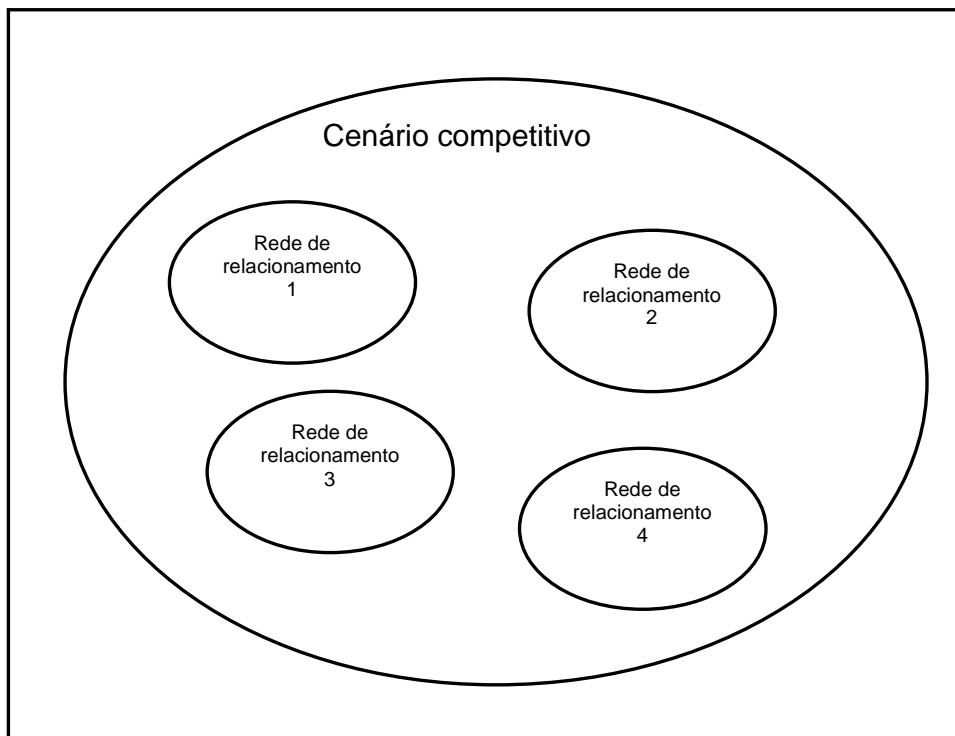 Cenário competitivo
Rede de
relacionamento
1
Rede de
relacionamento
2
Rede de
relacionamento
3
Rede de
relacionamento
4